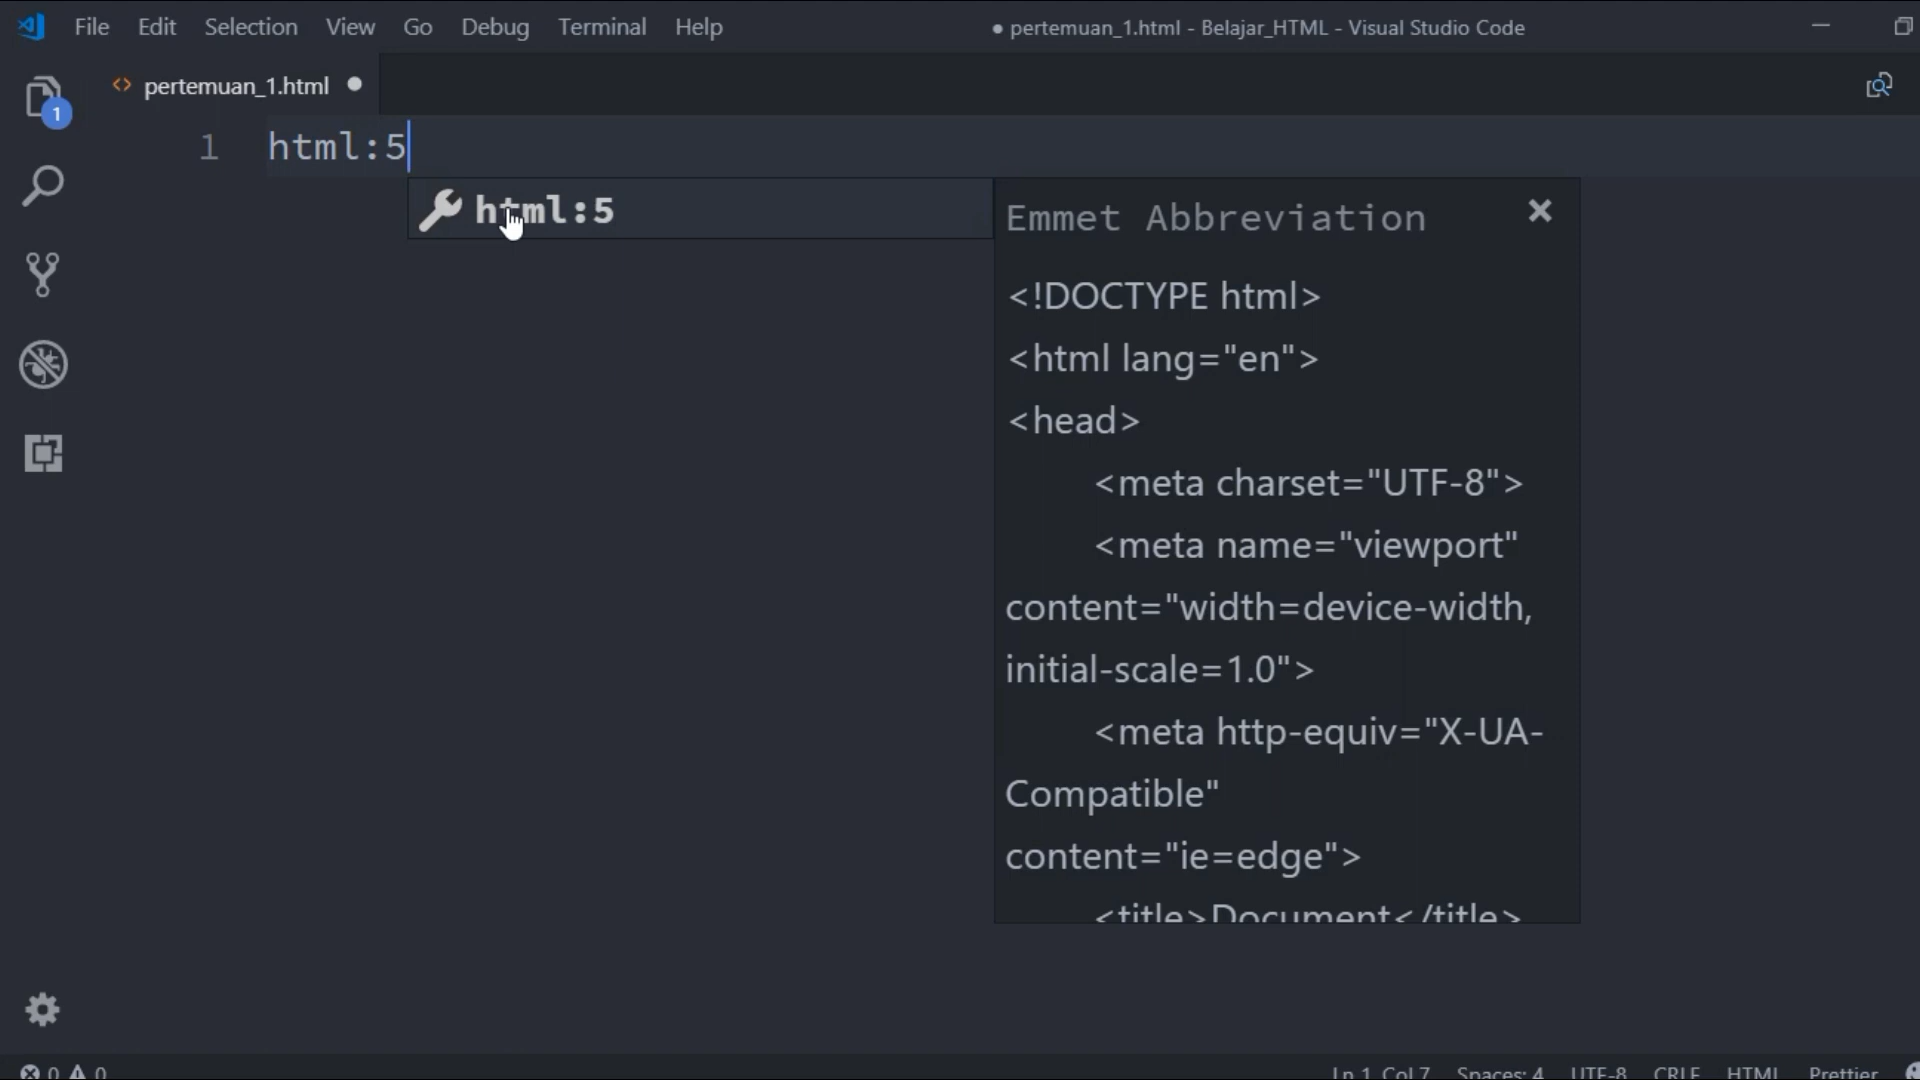 File Edit Selection View Go Debug Terminal Help ● pertemuan_1.html - Belajar_HTML - Visual Studio Code
<> pertemuan_1.html ●
1
1 html:5
html:5
Emmet Abbreviation ×
<!DOCTYPE html>
<html lang="en">
<head>
<meta charset="UTF-8">
<meta name="viewport"
content="width=device-width,
initial-scale=1.0">
<meta http-equiv="X-UA-
Compatible"
content="ie=edge">
<title>Document</title>
0 0 Ln 1, Col 7 Spaces: 4 UTF-8 CRLF HTML Prettier